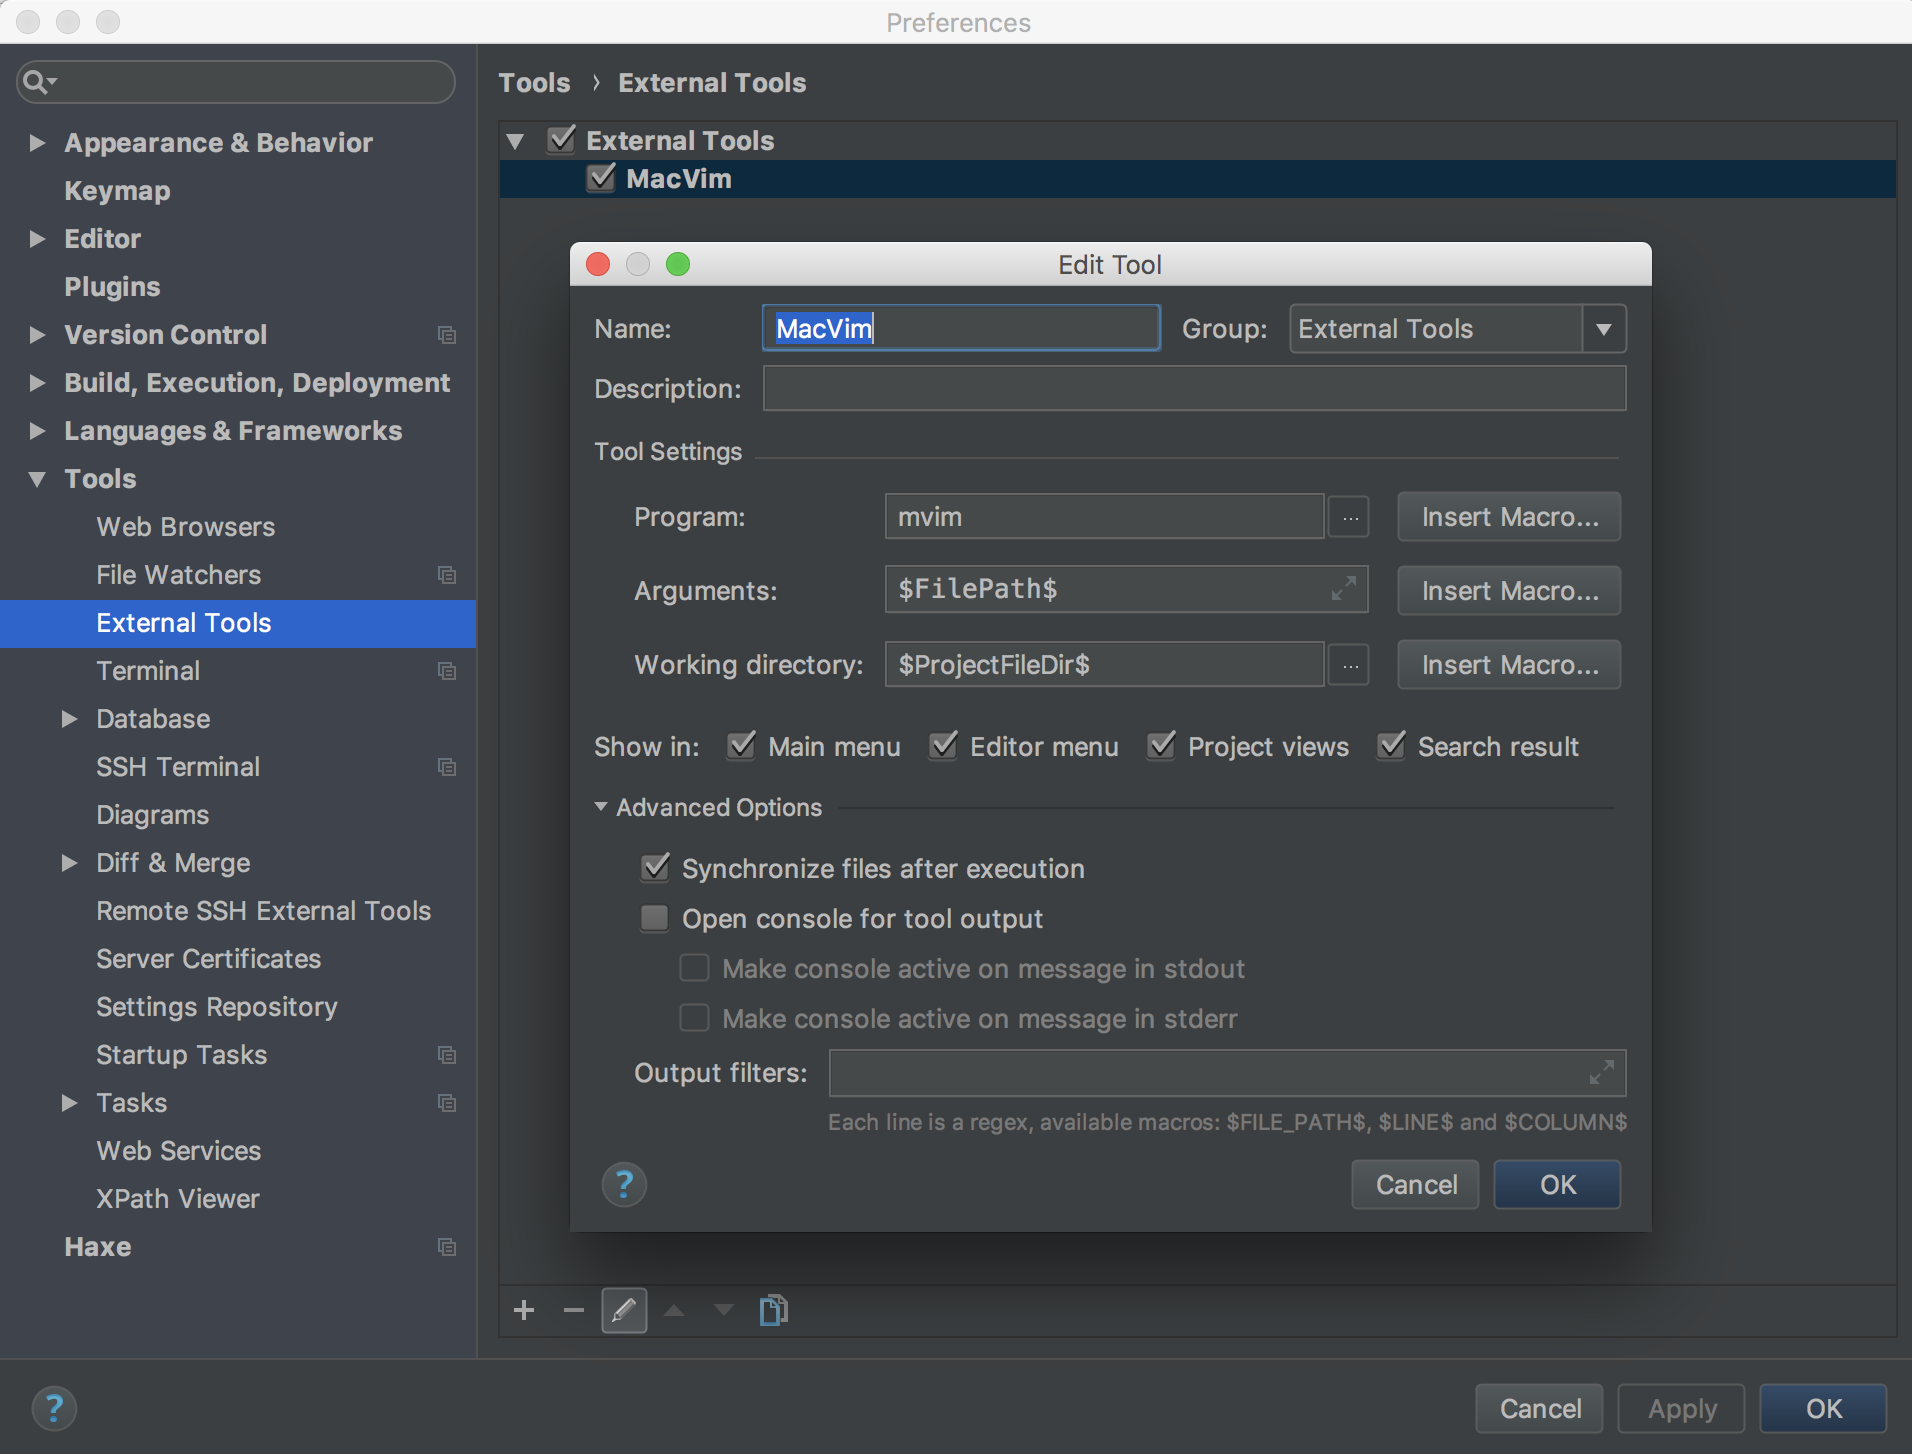 Preferences
Appearance & Behavior
Keymap
Editor
Plugins
Version Control
Build, Execution, Deployment
Languages & Frameworks
Tools
Web Browsers
File Watchers
External Tools
Terminal
Database
SSH Terminal
Diagrams
Diff & Merge
Remote SSH External Tools
Server Certificates
Settings Repository
Startup Tasks
Tasks
Web Services
XPath Viewer
Haxe
Tools › External Tools
External Tools
MacVim
Edit Tool
Name: MacVim Group: External Tools
Description:
Tool Settings
Program: mvim ... Insert Macro...
Arguments: $FilePath$ Insert Macro...
Working directory: $ProjectFileDir$ ... Insert Macro...
Show in: Main menu Editor menu Project views Search result
Advanced Options
Synchronize files after execution
Open console for tool output
Make console active on message in stdout
Make console active on message in stderr
Output filters:
Each line is a regex, available macros: $FILE_PATH$, $LINE$ and $COLUMN$
? Cancel OK
? Cancel Apply OK